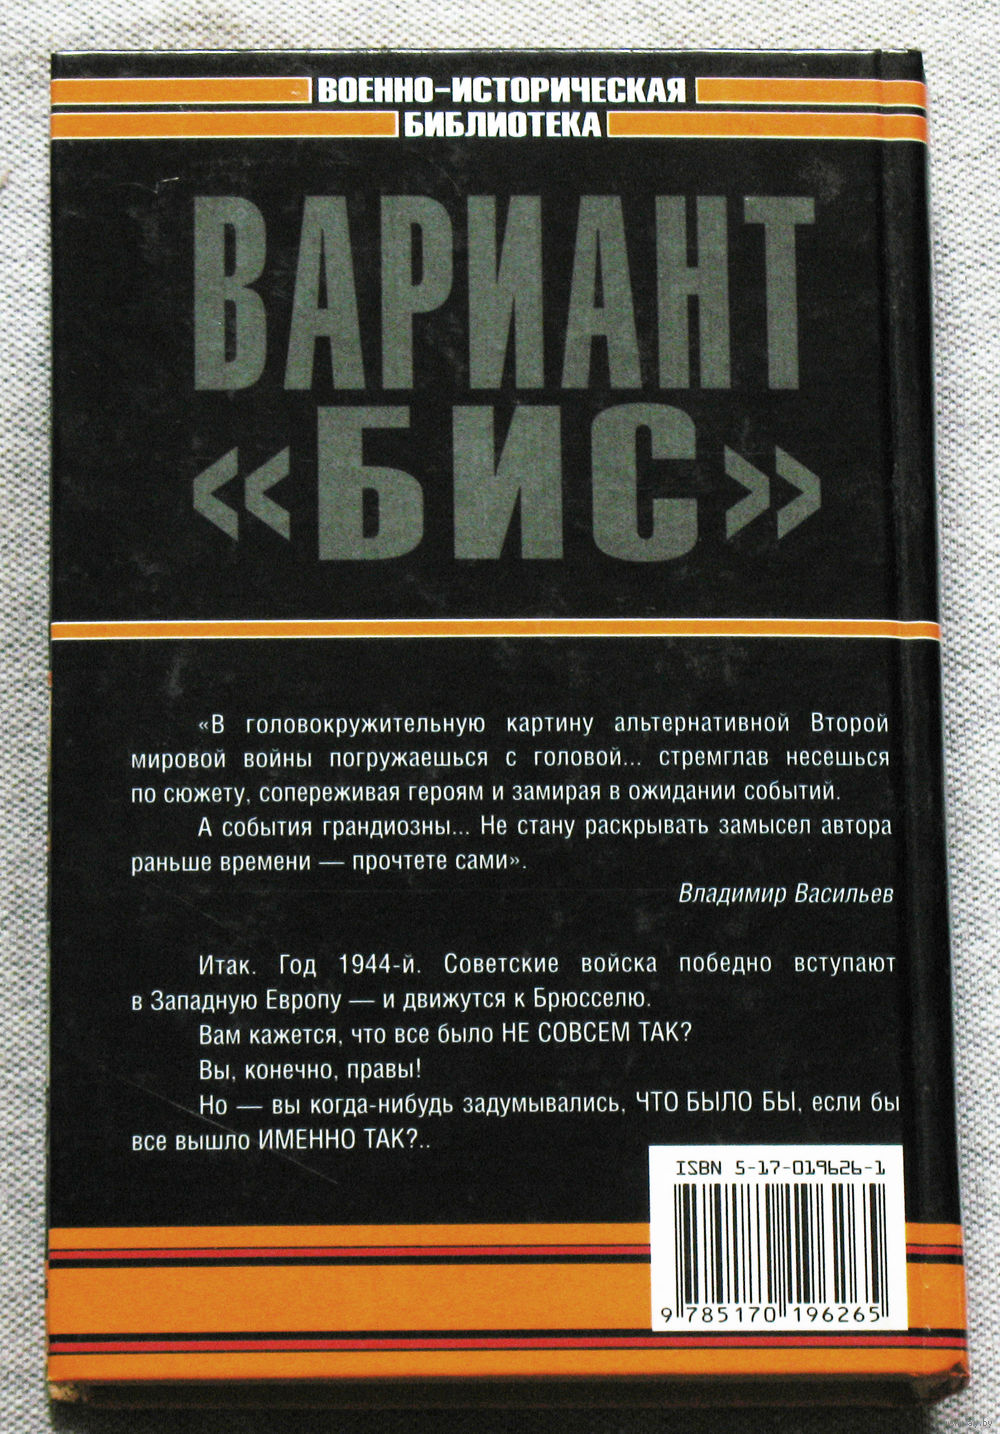 ВОЕННО-ИСТОРИЧЕСКАЯ
БИБЛИОТЕКА
ВАРИАНТ
«БИС»
«В головокружительную картину альтернативной Второй
мировой войны погружаешься с головой... стремглав несешься
по сюжету, сопереживая героям и замирая в ожидании событий.
А события грандиозны... Не стану раскрывать замысел автора
раньше времени — прочтете сами».
Владимир Васильев
Итак. Год 1944-й. Советские войска победно вступают
в Западную Европу — и движутся к Брюсселю.
Вам кажется, что все было НЕ СОВСЕМ ТАК?
Вы, конечно, правы!
Но — вы когда-нибудь задумывались, ЧТО БЫЛО БЫ, если бы
все вышло ИМЕННО ТАК?..
ISBN 5-17-019626-1
9 785170 196265